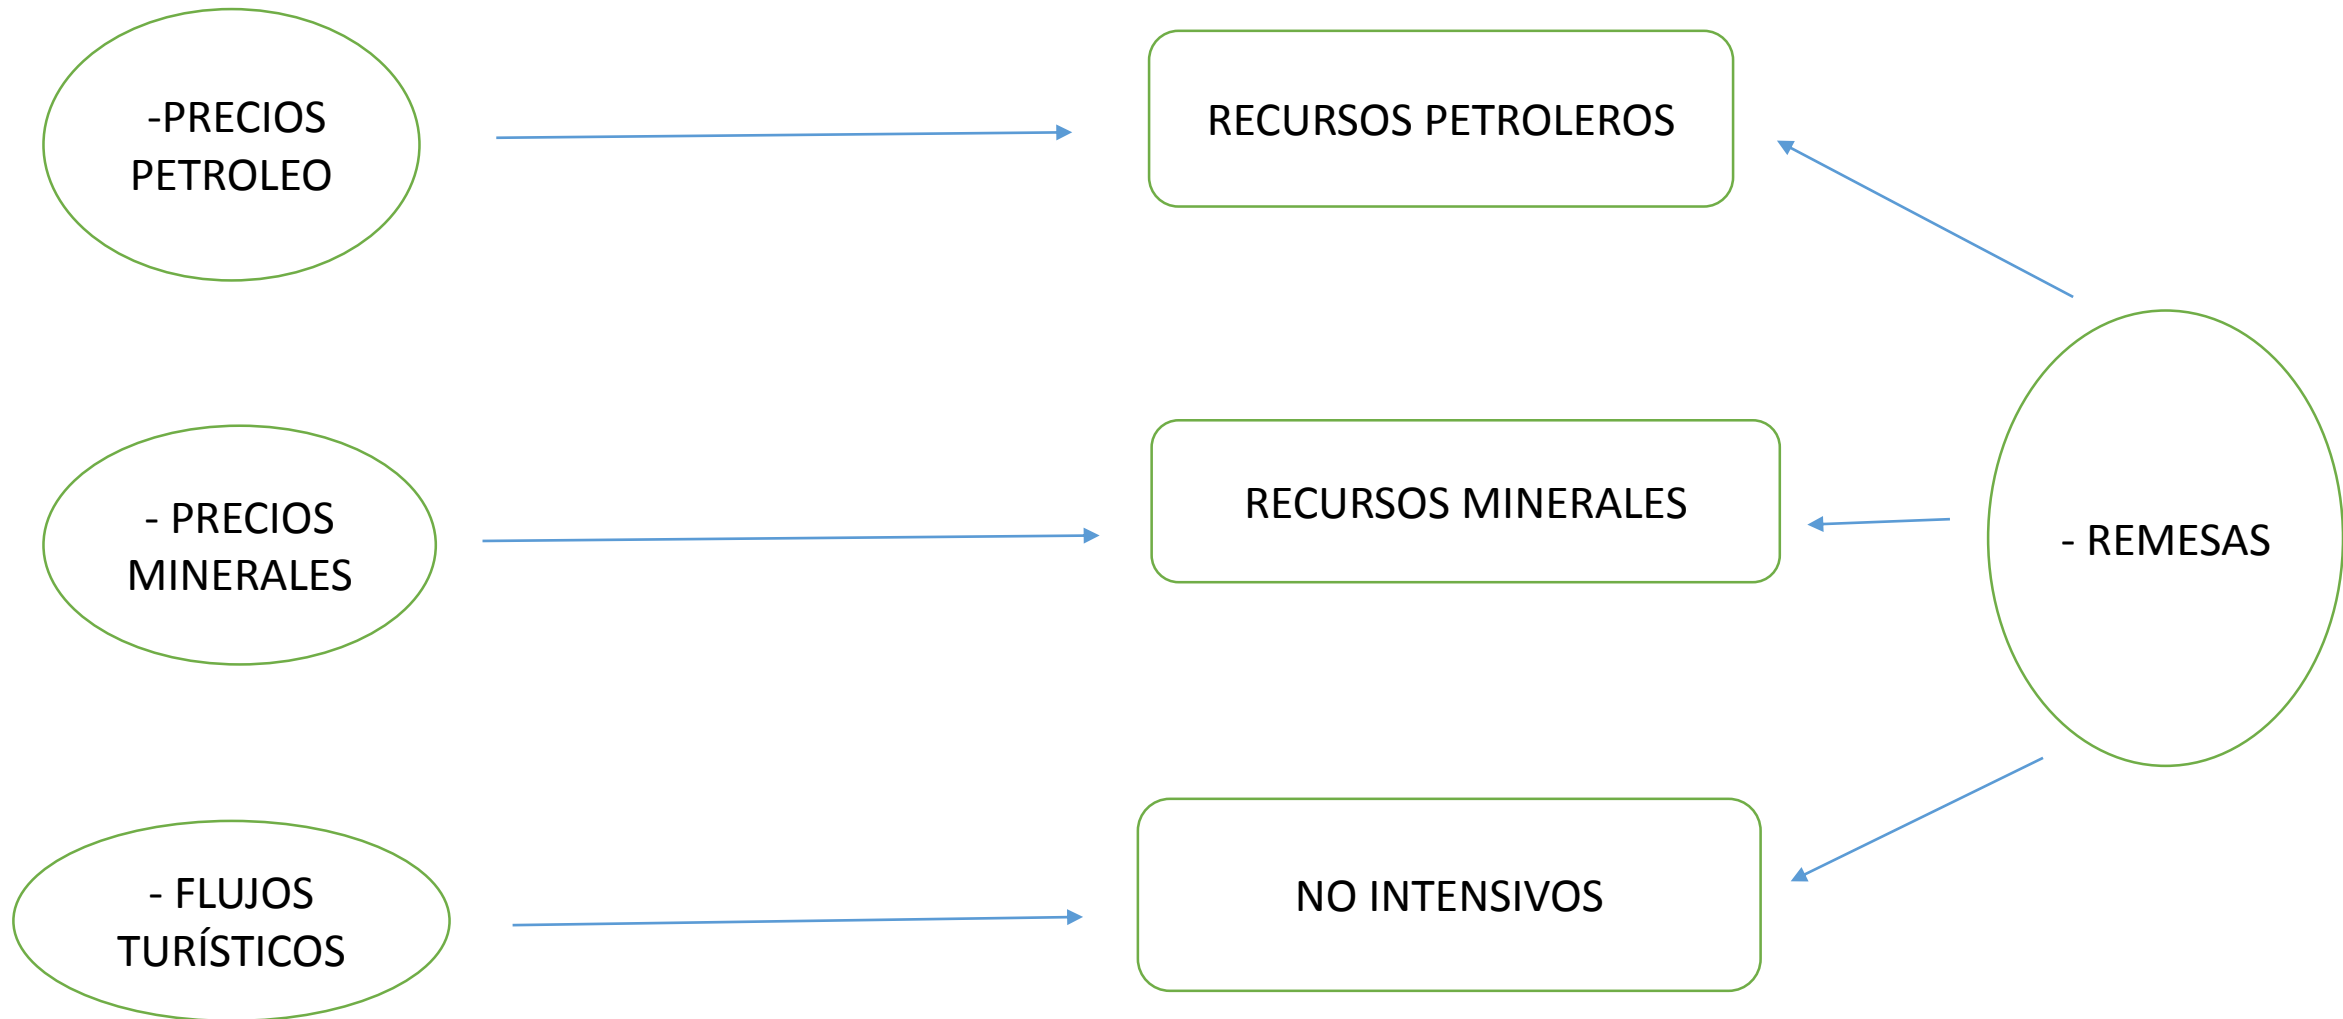 -PRECIOS
PETROLEO
RECURSOS PETROLEROS
- PRECIOS
MINERALES
RECURSOS MINERALES
- REMESAS
- FLUJOS
TURÍSTICOS
NO INTENSIVOS